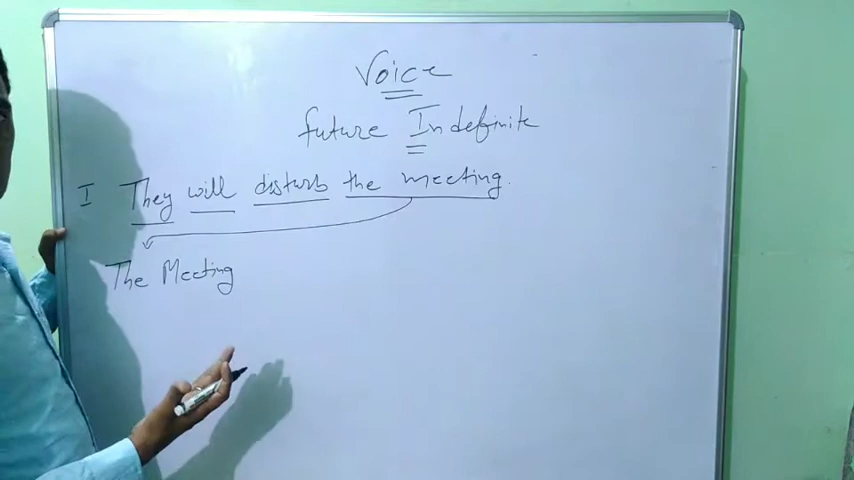 Voice
future Indefinite
I They will disturb the meeting.
The Meeting